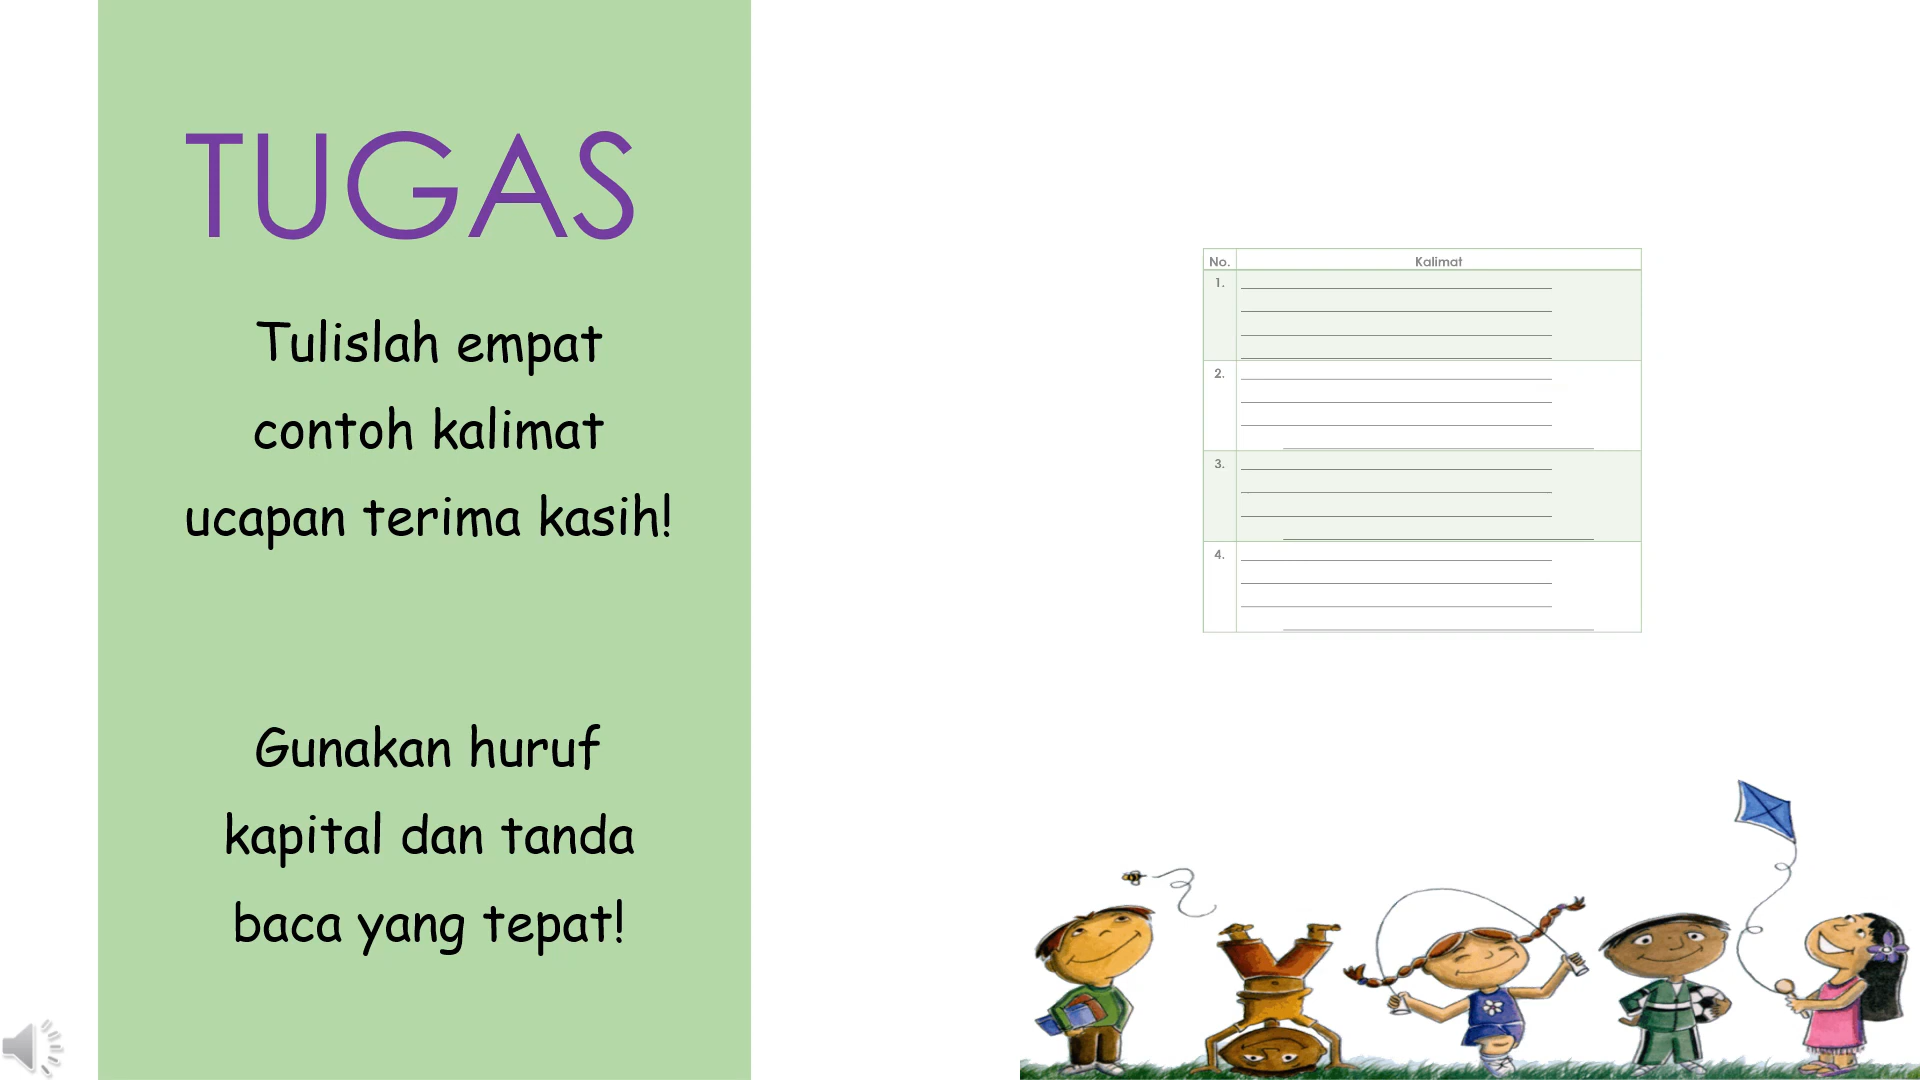 TUGAS
Tulislah empat
contoh kalimat
ucapan terima kasih!
Gunakan huruf
kapital dan tanda
baca yang tepat!
No. Kalimat
1.
2.
3.
4.